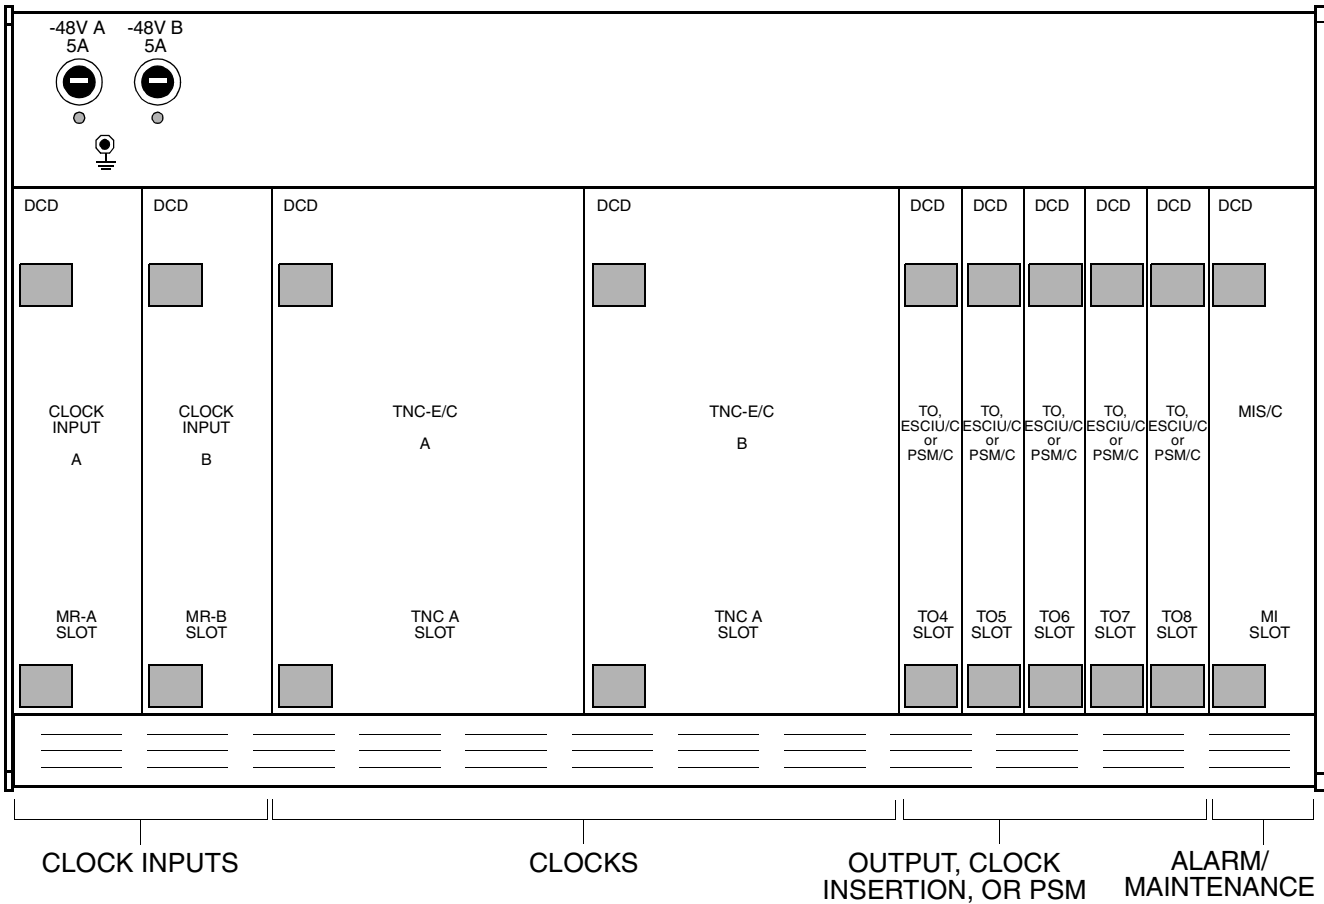 -48V A -48V B
5A 5A
DCD DCD DCD DCD DCD DCD DCD DCD DCD DCD
CLOCK
INPUT
A
CLOCK
INPUT
B
TNC-E/C
A
TNC-E/C
B
TO,
ESCIU/C
or
PSM/C
TO,
ESCIU/C
or
PSM/C
TO,
ESCIU/C
or
PSM/C
TO,
ESCIU/C
or
PSM/C
TO,
ESCIU/C
or
PSM/C
MIS/C
MR-A
SLOT
MR-B
SLOT
TNC A
SLOT
TNC A
SLOT
TO4
SLOT
TO5
SLOT
TO6
SLOT
TO7
SLOT
TO8
SLOT
MI
SLOT
CLOCK INPUTS
CLOCKS
OUTPUT, CLOCK
INSERTION, OR PSM
ALARM/
MAINTENANCE